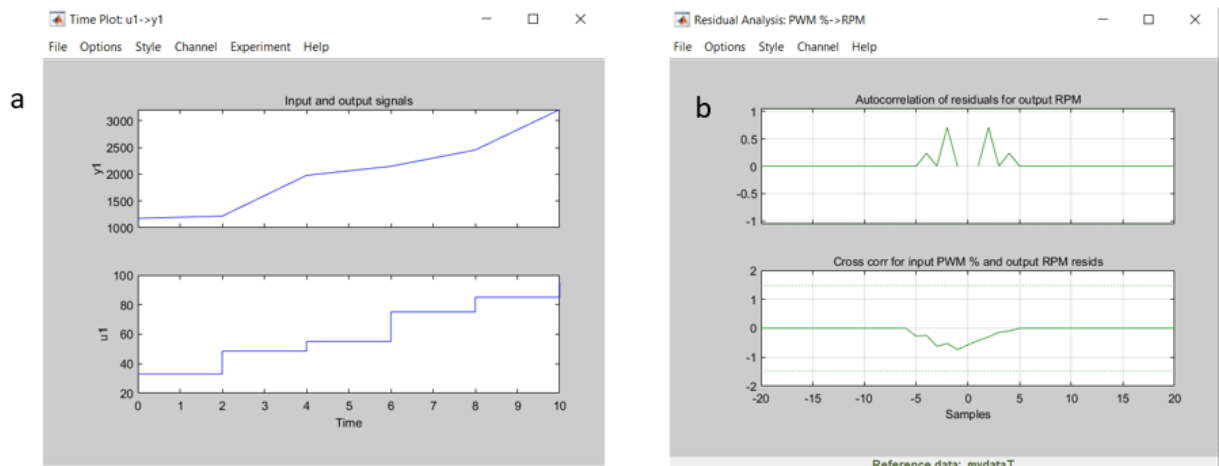 a
Time Plot: u1->y1
File Options Style Channel Experiment Help
Input and output signals
y1
3000
2500
2000
1500
1000
u1
100
80
60
40
20
0 1 2 3 4 5 6 7 8 9 10
Time
b
Residual Analysis: PWM %->RPM
File Options Style Channel Help
Autocorrelation of residuals for output RPM
1
0.5
0
-0.5
-1
Cross corr for input PWM % and output RPM resids
2
1
0
-1
-2
-20 -15 -10 -5 0 5 10 15 20
Samples
Reference data: mydataT